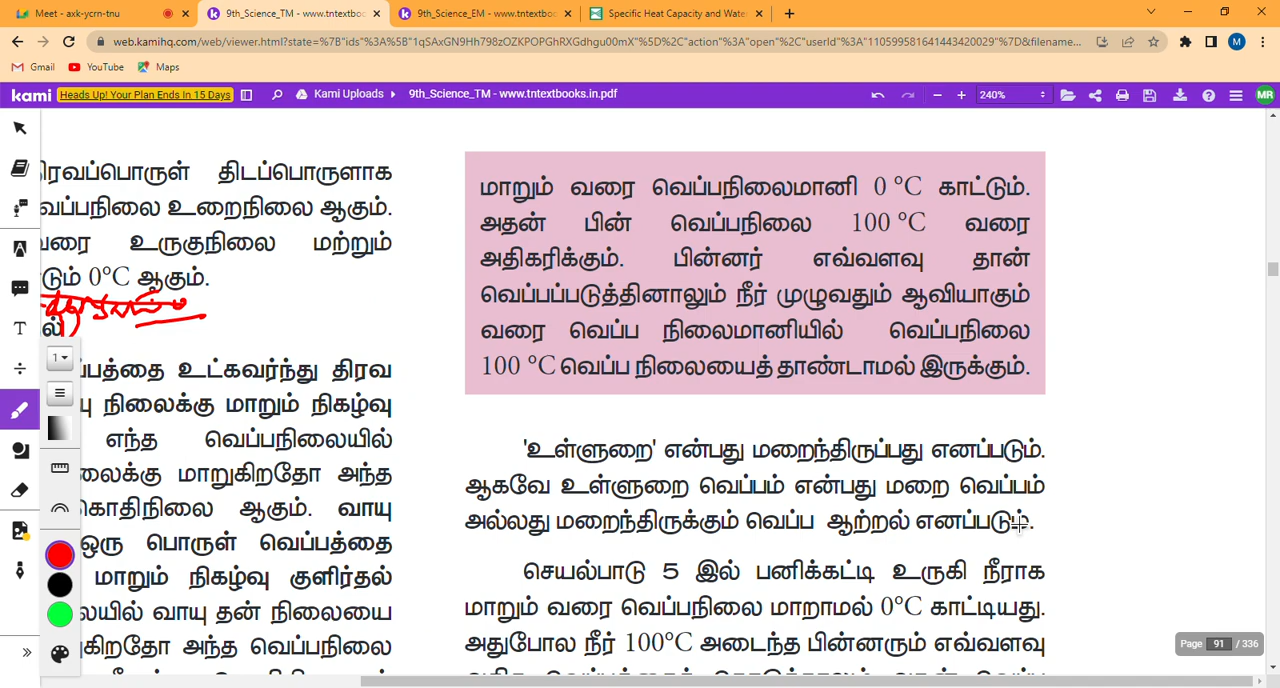 Meet - axk-ycrn-tnu
9th_Science_TM - www.tntextboo
9th_Science_EM - www.tntextboo
Specific Heat Capacity and Wate
web.kamihq.com/web/viewer.html?state=%7B"ids"%3A%5B"1qSAxGN9Hh798zOZKPOPGhRXGdhgu00mX"%5D%2C"action"%3A"open"%2C"userId"%3A"110599581641443420029"%7D&filename...
M
Gmail
YouTube
Maps
kami
Heads Up! Your Plan Ends In 15 Days
Kami Uploads
9th_Science_TM - www.tntextbooks.in.pdf
240%
MR
திரவப்பொருள் திடப்பொருளாக
வப்பநிலை உறைநிலை ஆகும்.
வரை உருகுநிலை மற்றும்
டும் 0°C ஆகும்.
ல்
1
ப்பத்தை உட்கவர்ந்து திரவ
யு நிலைக்கு மாறும் நிகழ்வு
எந்த வெப்பநிலையில்
லைக்கு மாறுகிறதோ அந்த
கொதிநிலை ஆகும். வாயு
ஒரு பொருள் வெப்பத்தை
மாறும் நிகழ்வு குளிர்தல்
லயில் வாயு தன் நிலையை
றுகிறதோ அந்த வெப்பநிலை
மாறும் வரை வெப்பநிலைமானி 0 °C காட்டும்.
அதன் பின் வெப்பநிலை 100 °C வரை
அதிகரிக்கும். பின்னர் எவ்வளவு தான்
வெப்பப்படுத்தினாலும் நீர் முழுவதும் ஆவியாகும்
வரை வெப்ப நிலைமானியில் வெப்பநிலை
100 °C வெப்ப நிலையைத் தாண்டாமல் இருக்கும்.
'உள்ளுறை' என்பது மறைந்திருப்பது எனப்படும்.
ஆகவே உள்ளுறை வெப்பம் என்பது மறை வெப்பம்
அல்லது மறைந்திருக்கும் வெப்ப ஆற்றல் எனப்படும்.
செயல்பாடு 5 இல் பனிக்கட்டி உருகி நீராக
மாறும் வரை வெப்பநிலை மாறாமல் 0°C காட்டியது.
அதுபோல நீர் 100°C அடைந்த பின்னரும் எவ்வளவு
Page 91 / 336